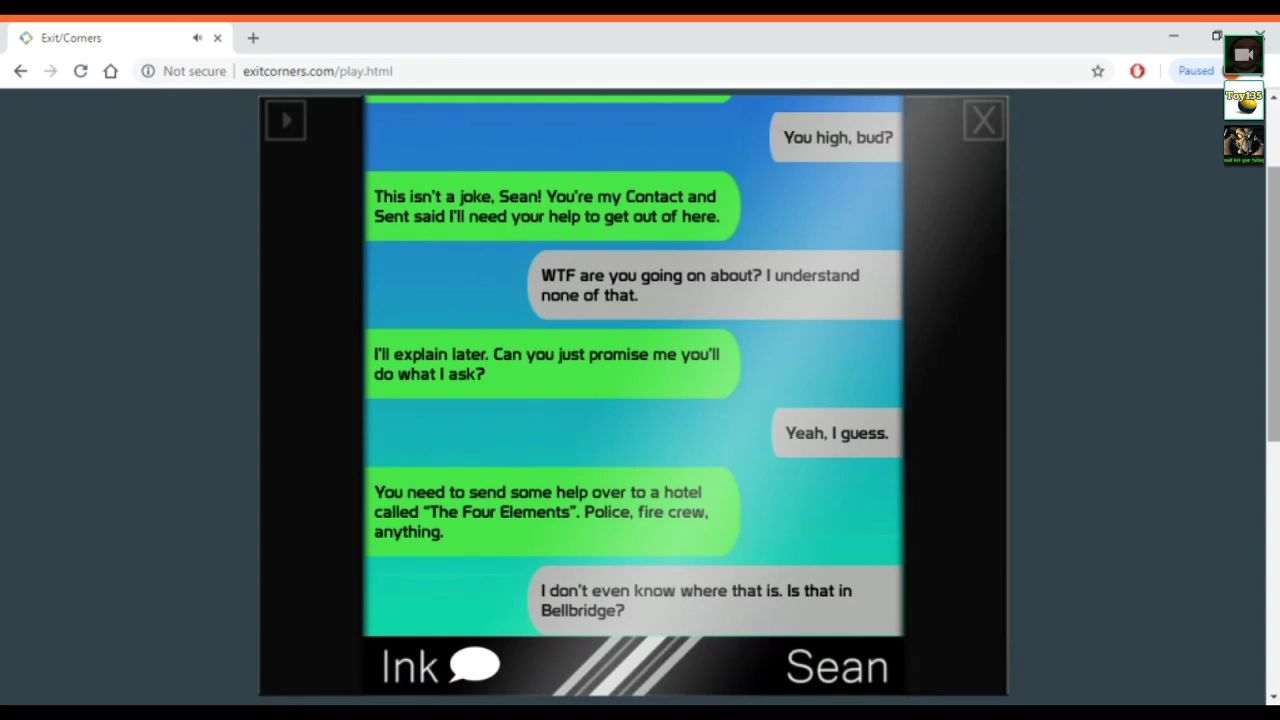 Exit/Corners
Not secure
exitcorners.com/play.html
Paused
Toy135
You high, bud?
This isn't a joke, Sean! You're my Contact and
Sent said I'll need your help to get out of here.
WTF are you going on about? I understand
none of that.
I'll explain later. Can you just promise me you'll
do what I ask?
Yeah, I guess.
You need to send some help over to a hotel
called “The Four Elements”. Police, fire crew,
anything.
I don't even know where that is. Is that in
Bellbridge?
Ink
Sean